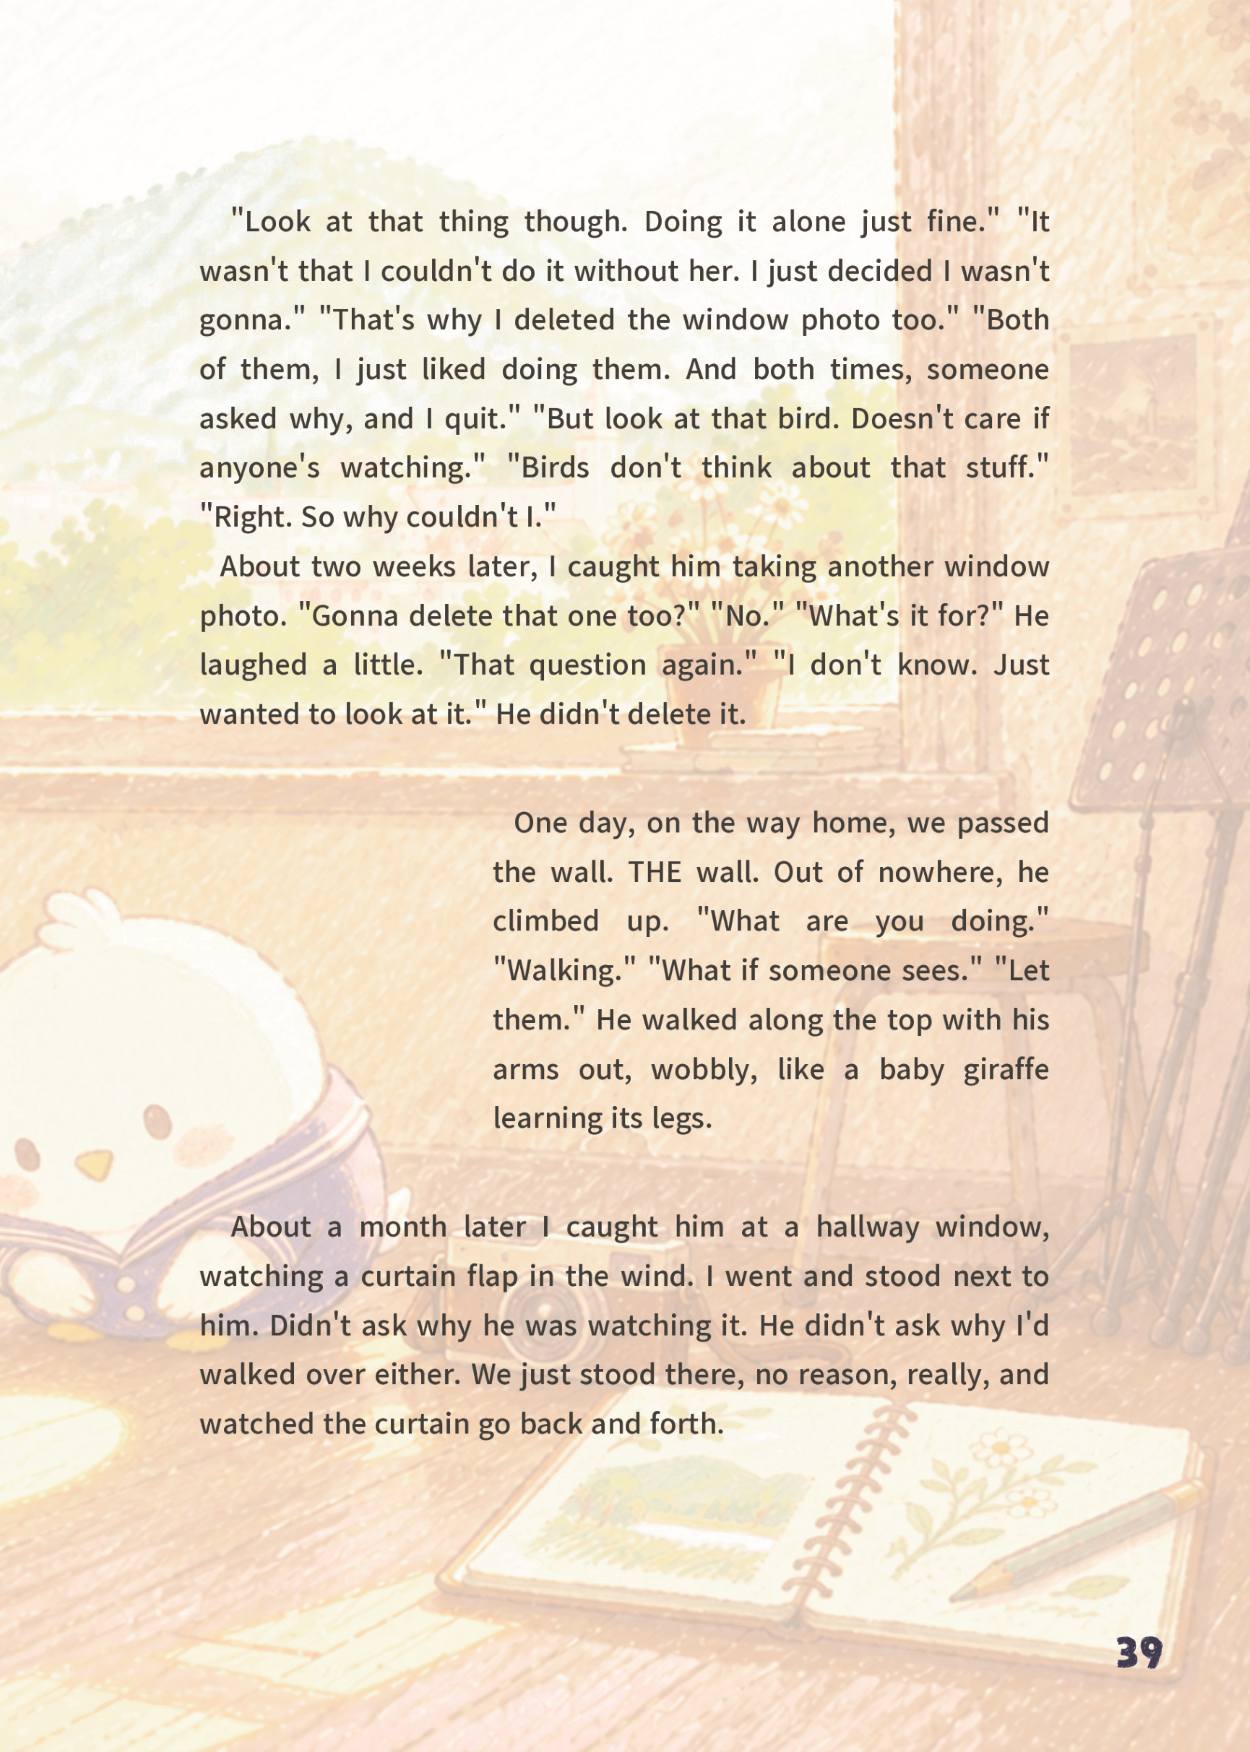 "Look at that thing though. Doing it alone just fine." "It
wasn't that I couldn't do it without her. I just decided I wasn't
gonna." "That's why I deleted the window photo too." "Both
of them, I just liked doing them. And both times, someone
asked why, and I quit." "But look at that bird. Doesn't care if
anyone's watching." "Birds don't think about that stuff."
"Right. So why couldn't I."
About two weeks later, I caught him taking another window
photo. "Gonna delete that one too?" "No." "What's it for?" He
laughed a little. "That question again." "I don't know. Just
wanted to look at it." He didn't delete it.
One day, on the way home, we passed
the wall. THE wall. Out of nowhere, he
climbed up. "What are you doing."
"Walking." "What if someone sees." "Let
them." He walked along the top with his
arms out, wobbly, like a baby giraffe
learning its legs.
About a month later I caught him at a hallway window,
watching a curtain flap in the wind. I went and stood next to
him. Didn't ask why he was watching it. He didn't ask why I'd
walked over either. We just stood there, no reason, really, and
watched the curtain go back and forth.
39